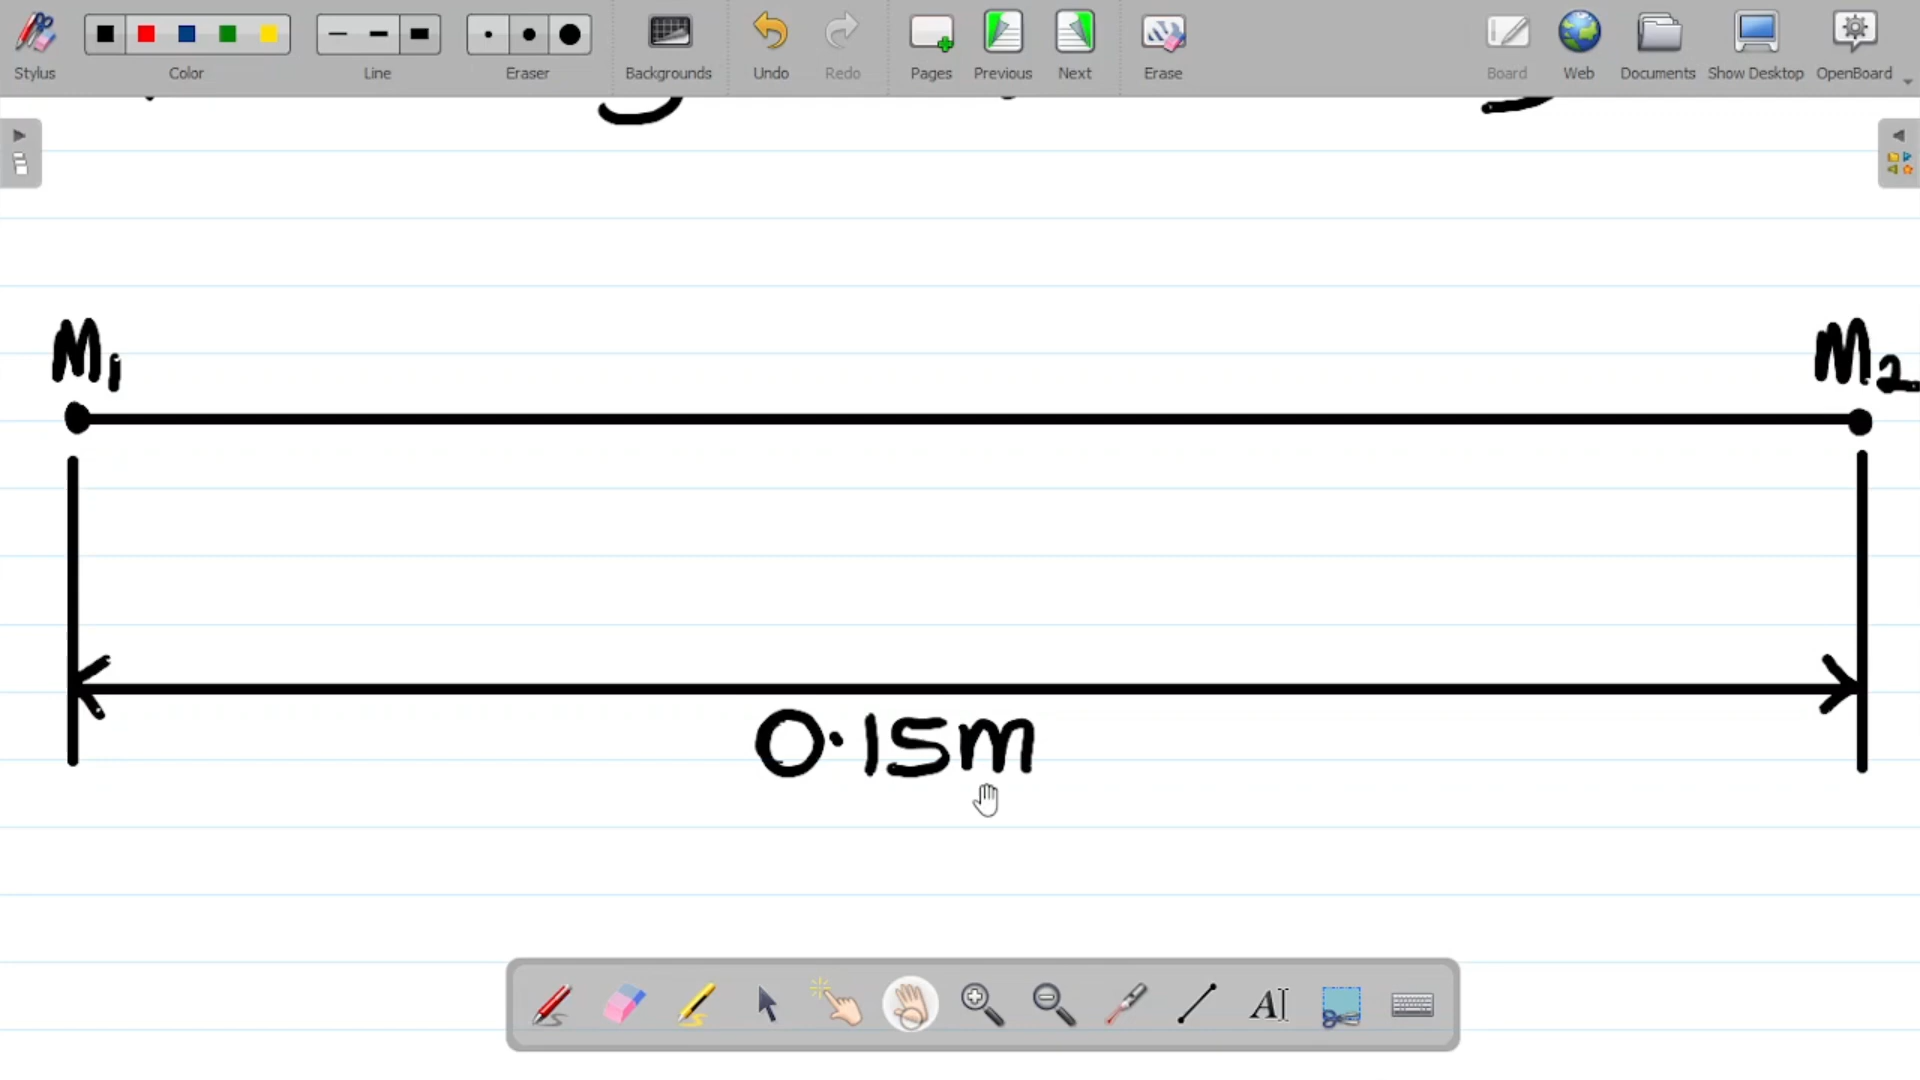 Stylus Color Line Eraser Backgrounds Undo Redo Pages Previous Next Erase Board Web Documents Show Desktop OpenBoard
M₁ M₂
0.15m